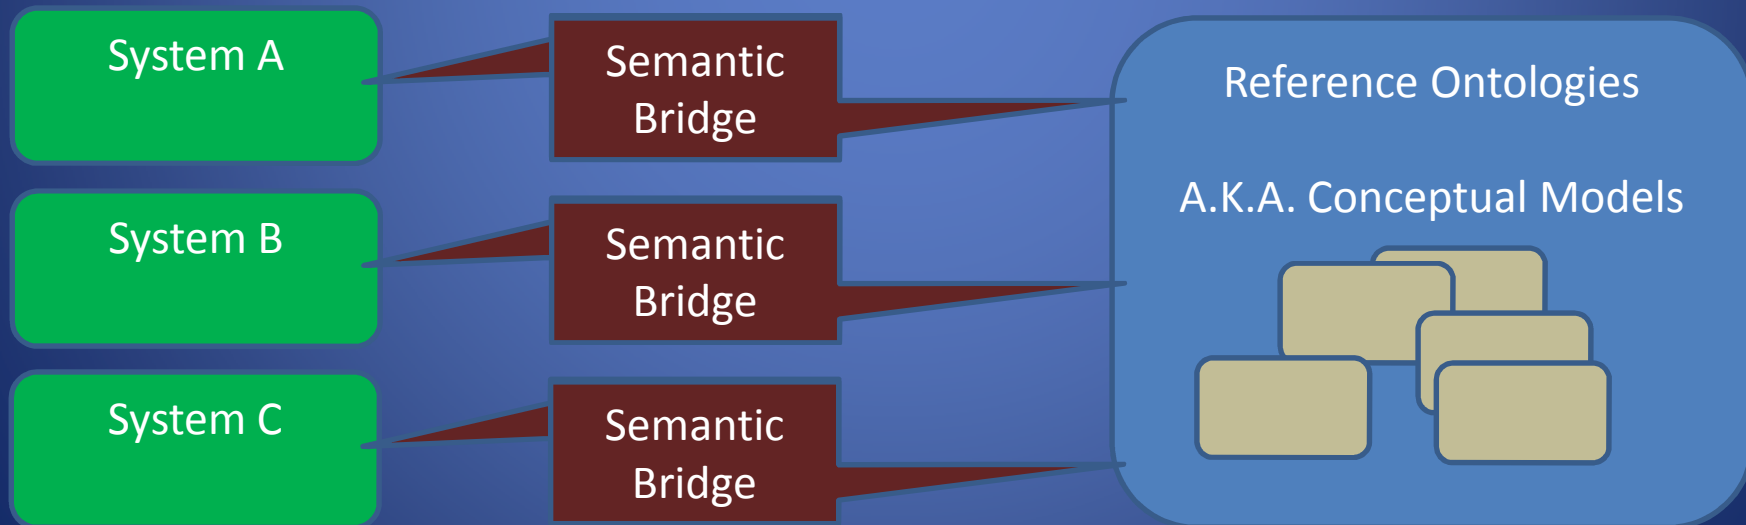 System A
Semantic
Bridge
Reference Ontologies
A.K.A. Conceptual Models
System B
Semantic
Bridge
System C
Semantic
Bridge